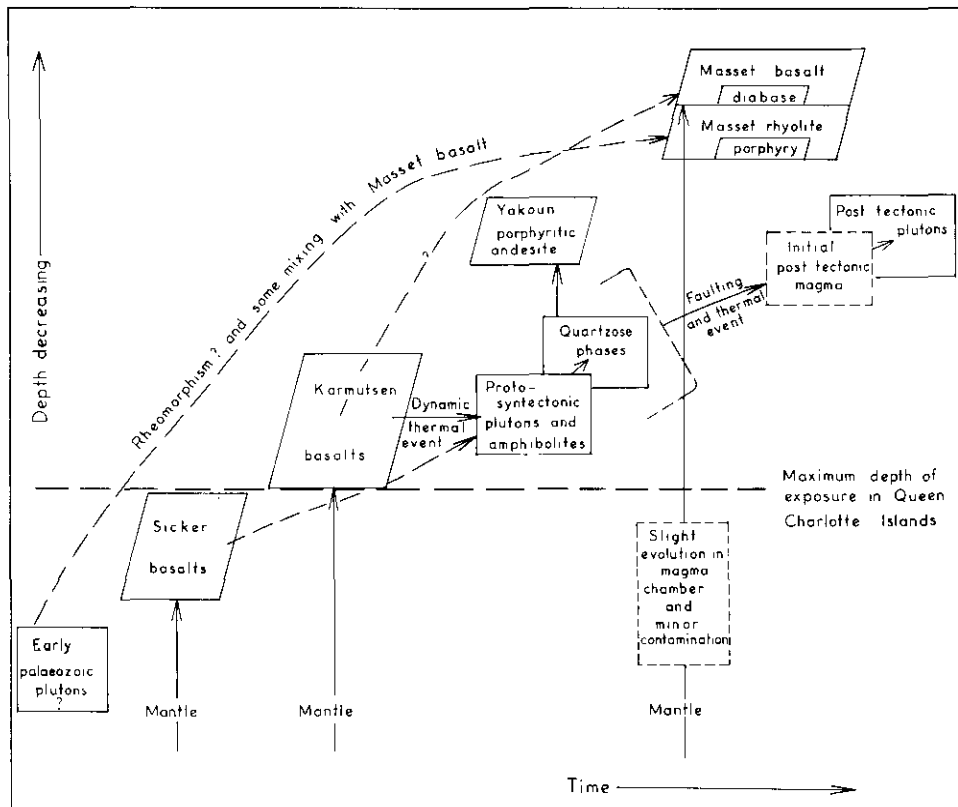 Depth decreasing
Masset basalt
diabase
Masset rhyolite
porphyry
Rheomorphism? and some mixing with Masset basalt
?
Yakoun
porphyritic
andesite
Post tectonic
plutons
Initial
post tectonic
magma
Faulting
and thermal
event
Quartzose
phases
Karmutsen
basalts
Dynamic
thermal
event
Proto-
syntectonic
plutons and
amphibolites
Maximum depth of
exposure in Queen
Charlotte Islands
Sicker
basalts
Slight
evolution in
magma
chamber
and
minor
contamination
Early
palaeozoic
plutons
?
Mantle
Mantle
Mantle
Time